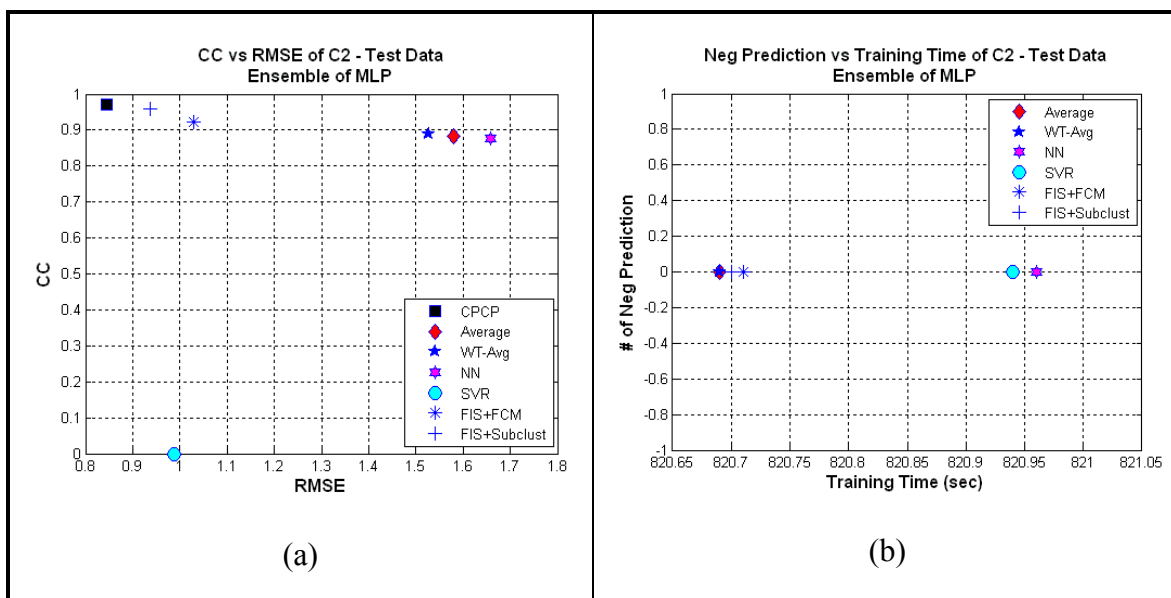 CC vs RMSE of C2 - Test Data
Ensemble of MLP
1
0.9
0.8
0.7
0.6
0.5
0.4
0.3
0.2
0.1
0
CC
CPCP
Average
WT-Avg
NN
SVR
FIS+FCM
FIS+Subclust
0.8 0.9 1.0 1.1 1.2 1.3 1.4 1.5 1.6 1.7 1.8
RMSE
(a)
Neg Prediction vs Training Time of C2 - Test Data
Ensemble of MLP
1
0.8
0.6
0.4
0.2
0
-0.2
-0.4
-0.6
-0.8
-1
# of Neg Prediction
Average
WT-Avg
NN
SVR
FIS+FCM
FIS+Subclust
820.65 820.7 820.75 820.8 820.85 820.9 820.95 821 821.05
Training Time (sec)
(b)